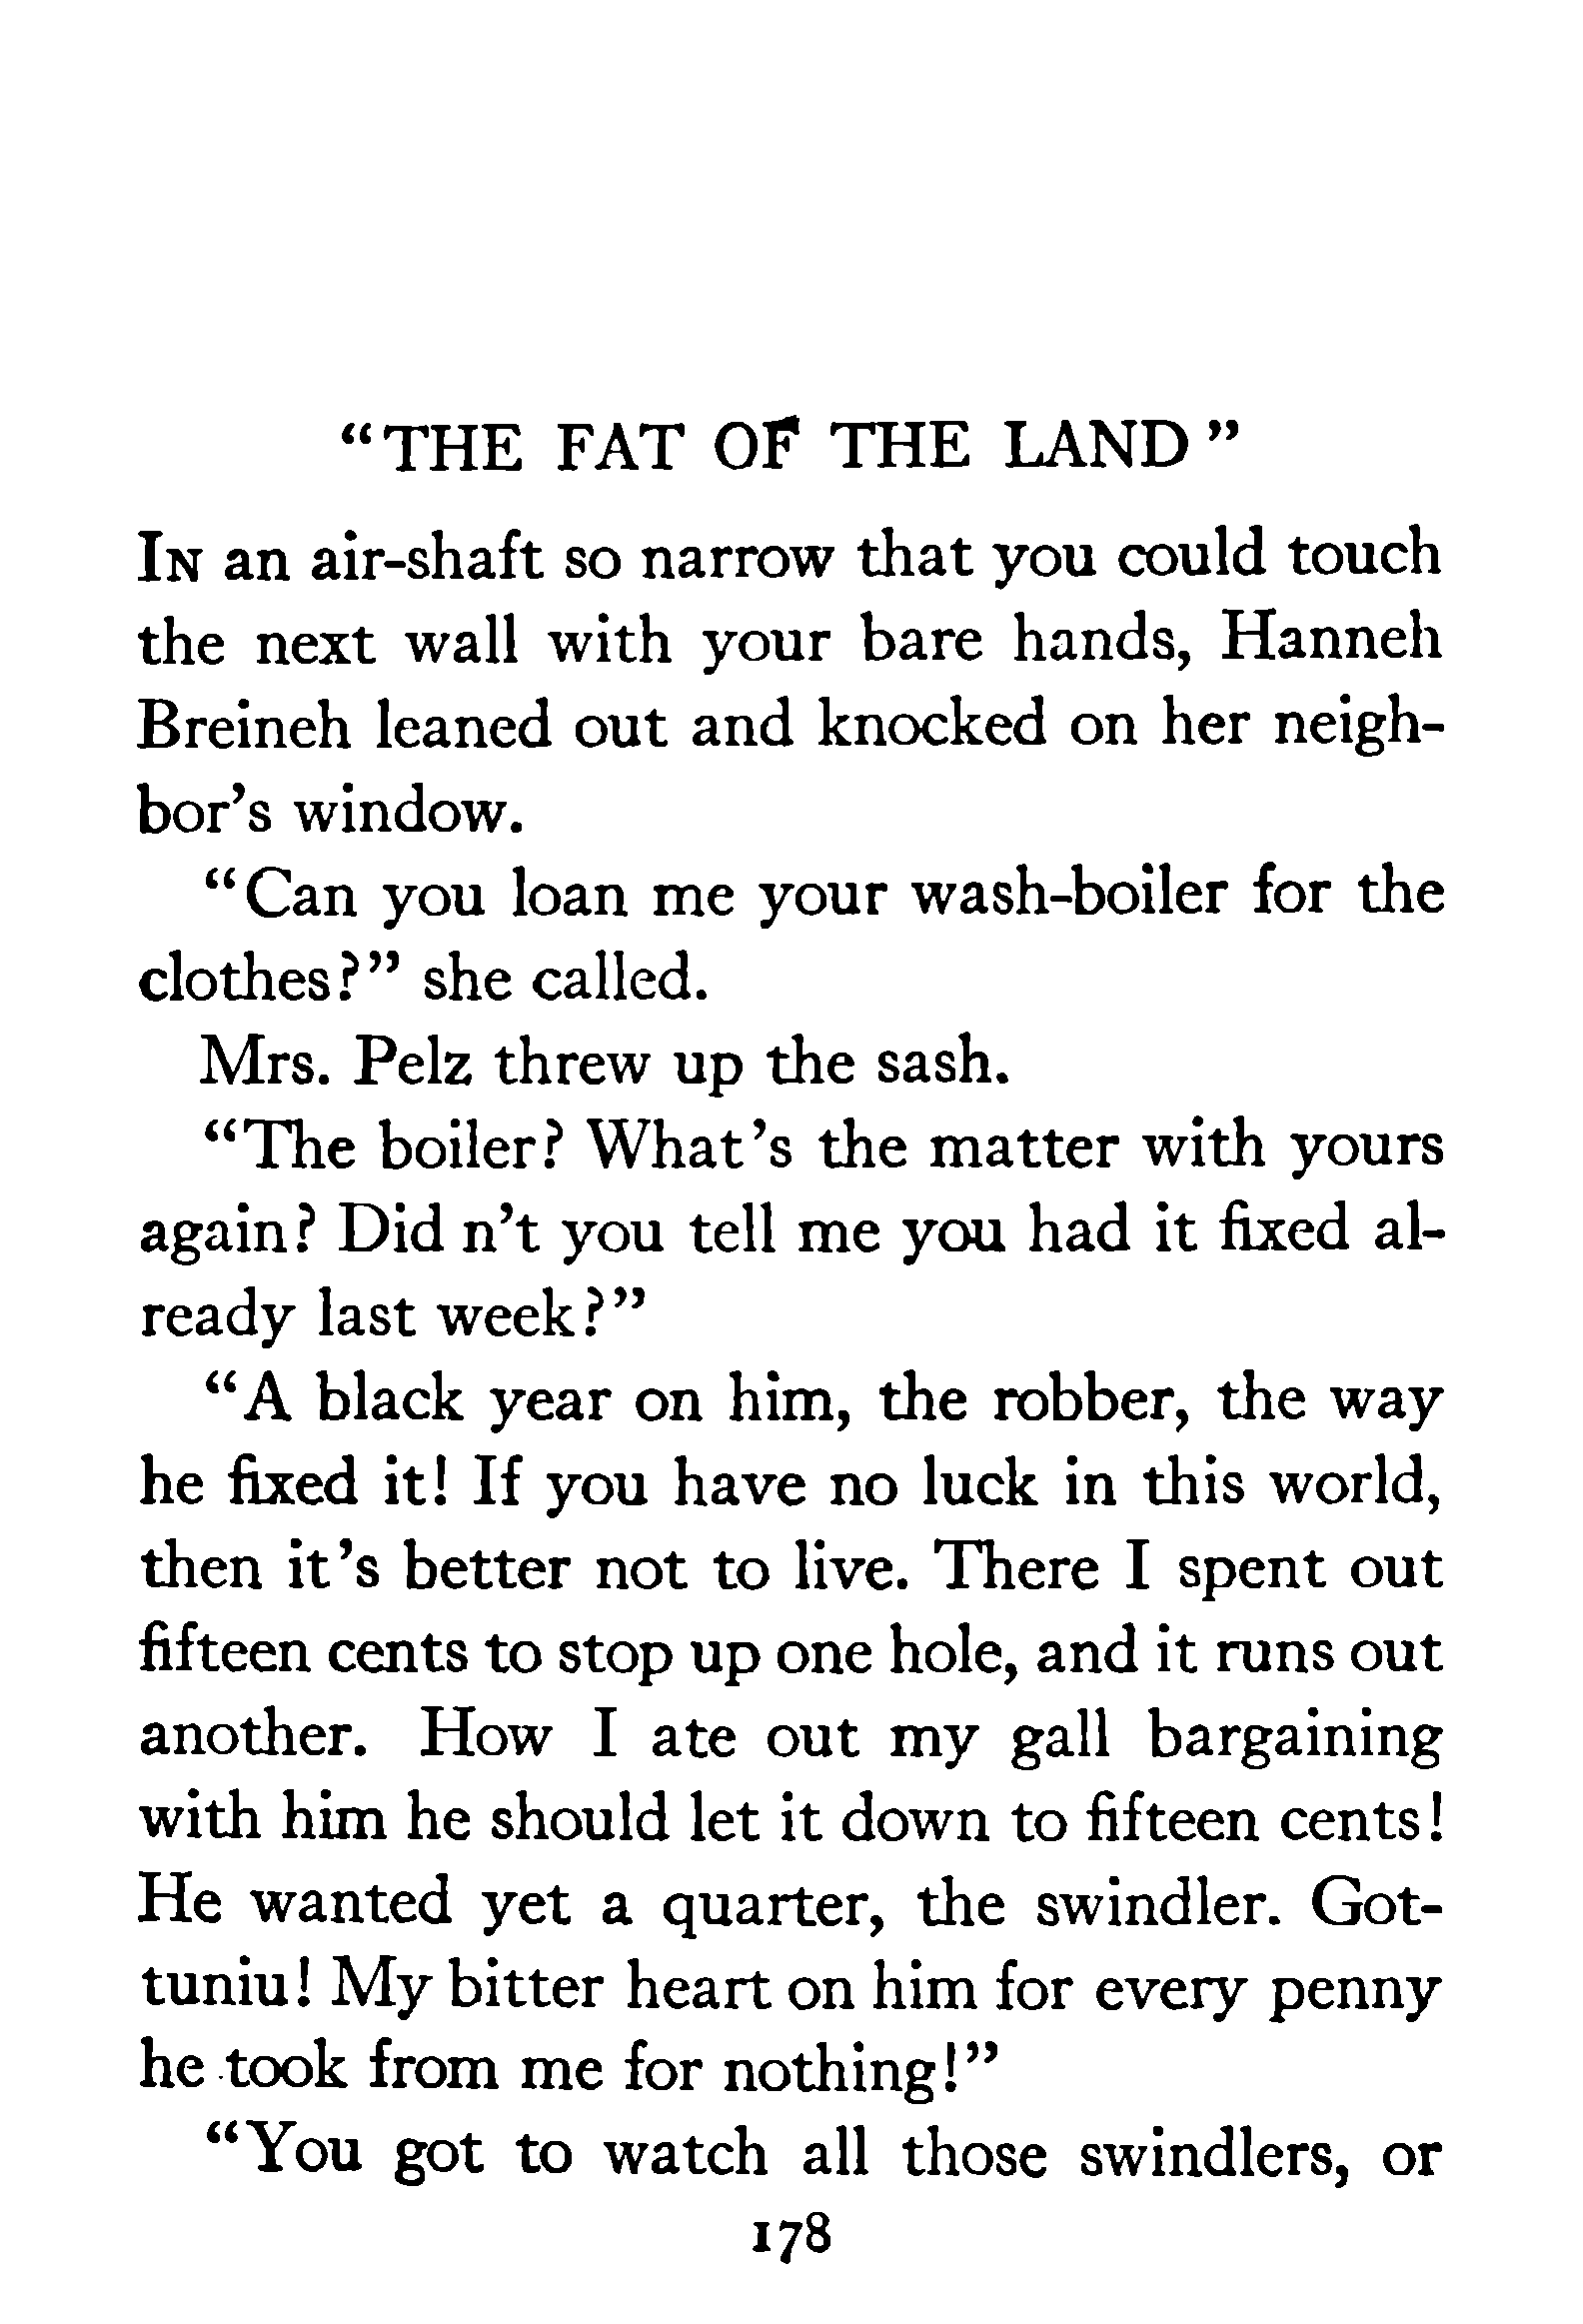 "THE FAT OF THE LAND"
IN an air-shaft so narrow that you could touch
the next wall with your bare hands, Hanneh
Breineh leaned out and knocked on her neigh-
bor's window.
"Can you loan me your wash-boiler for the
clothes?" she called.
Mrs. Pelz threw up the sash.
"The boiler? What's the matter with yours
again? Did n't you tell me you had it fixed al-
ready last week?"
"A black year on him, the robber, the way
he fixed it! If you have no luck in this world,
then it's better not to live. There I spent out
fifteen cents to stop up one hole, and it runs out
another. How I ate out my gall bargaining
with him he should let it down to fifteen cents!
He wanted yet a quarter, the swindler. Got-
tuniu! My bitter heart on him for every penny
he took from me for nothing!"
"You got to watch all those swindlers, or
178